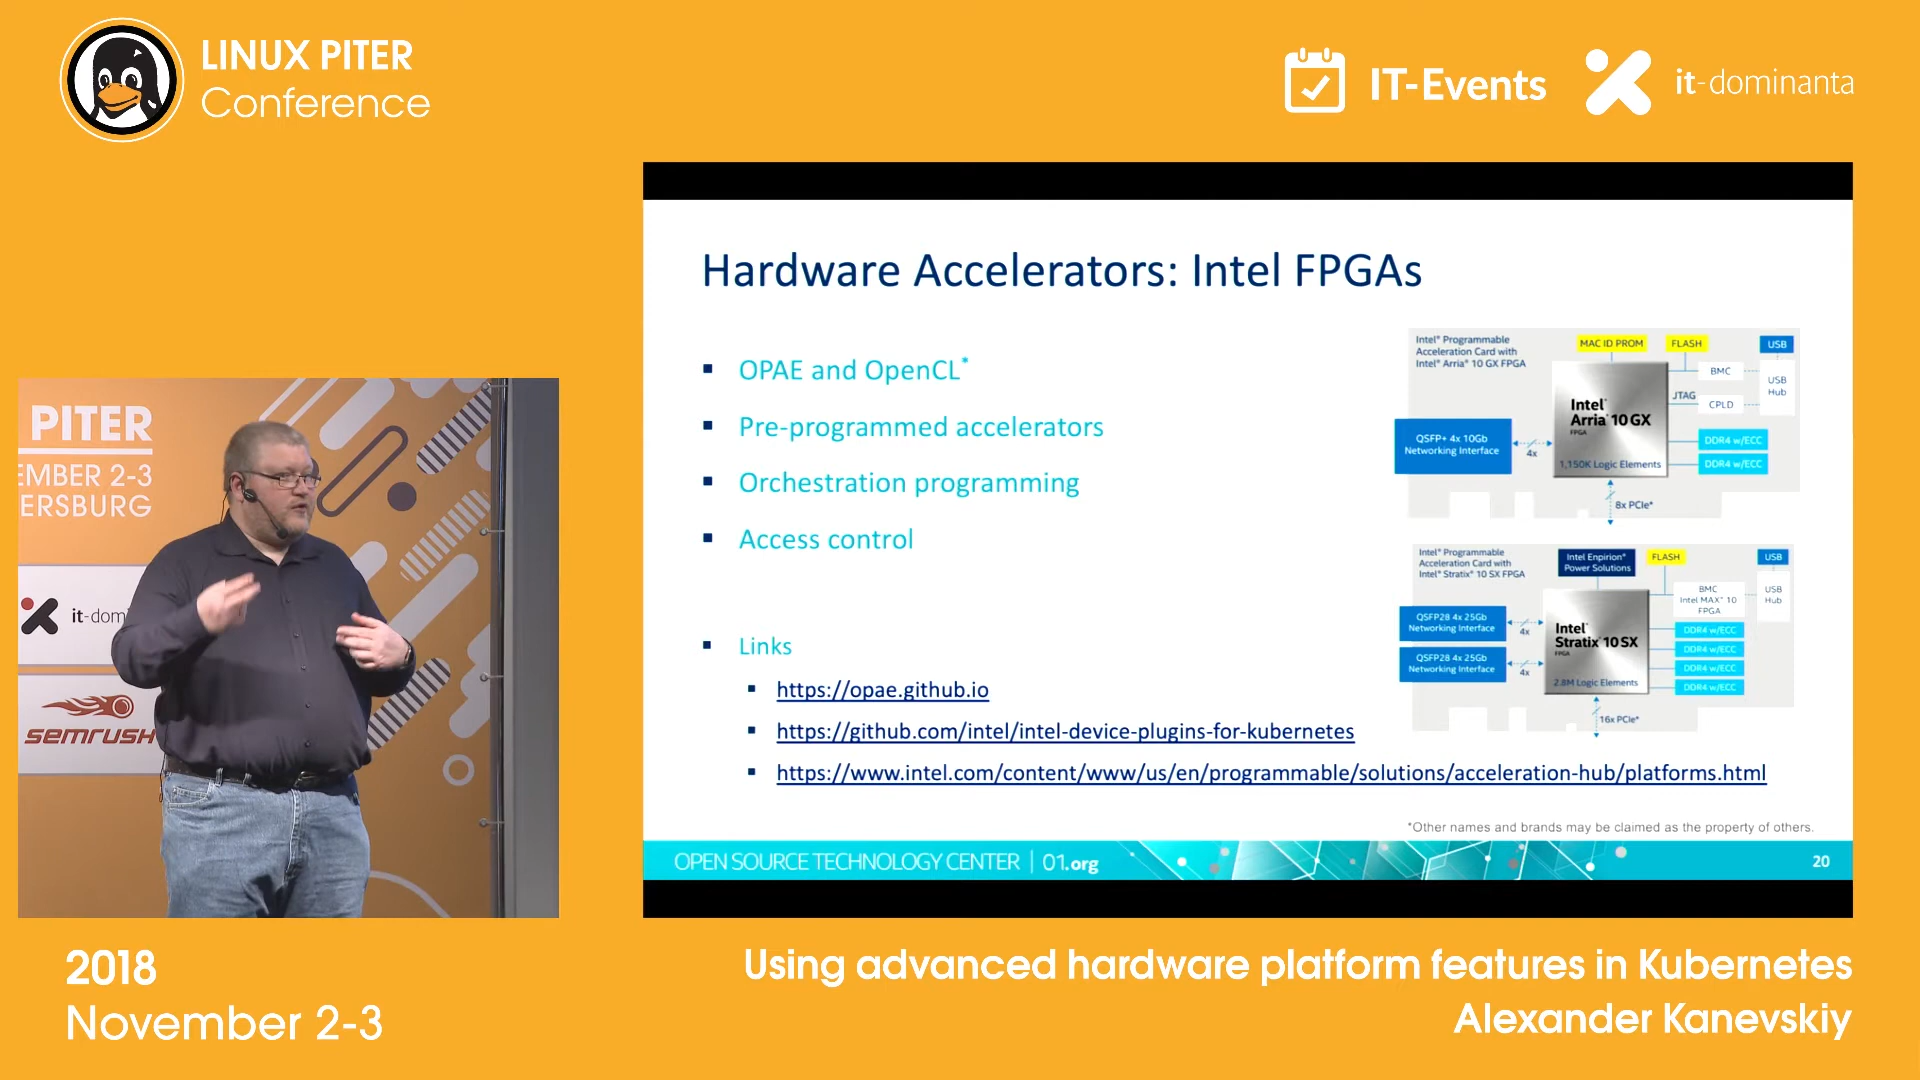 LINUX PITER
Conference
IT-Events
it-dominanta
PITER
EMBER 2-3
ERSBURG
it-dom
semrush
Hardware Accelerators: Intel FPGAs
OPAE and OpenCL*
Pre-programmed accelerators
Orchestration programming
Access control
Links
https://opae.github.io
https://github.com/intel/intel-device-plugins-for-kubernetes
https://www.intel.com/content/www/us/en/programmable/solutions/acceleration-hub/platforms.html
Intel® Programmable
Acceleration Card with
Intel® Arria® 10 GX FPGA
MAC ID PROM
FLASH
USB
BMC
USB
Hub
JTAG
CPLD
Intel®
Arria® 10 GX
FPGA
1,150K Logic Elements
QSFP+ 4x 10Gb
Networking Interface
4x
DDR4 w/ECC
DDR4 w/ECC
8x PCIe*
Intel® Programmable
Acceleration Card with
Intel® Stratix® 10 SX FPGA
Intel Enpirion®
Power Solutions
FLASH
USB
BMC
Intel MAX® 10
FPGA
USB
Hub
QSFP28 4x 25Gb
Networking Interface
4x
QSFP28 4x 25Gb
Networking Interface
4x
Intel®
Stratix® 10 SX
FPGA
2.8M Logic Elements
DDR4 w/ECC
DDR4 w/ECC
DDR4 w/ECC
DDR4 w/ECC
16x PCIe*
*Other names and brands may be claimed as the property of others.
OPEN SOURCE TECHNOLOGY CENTER | 01.org
20
2018
November 2-3
Using advanced hardware platform features in Kubernetes
Alexander Kanevskiy